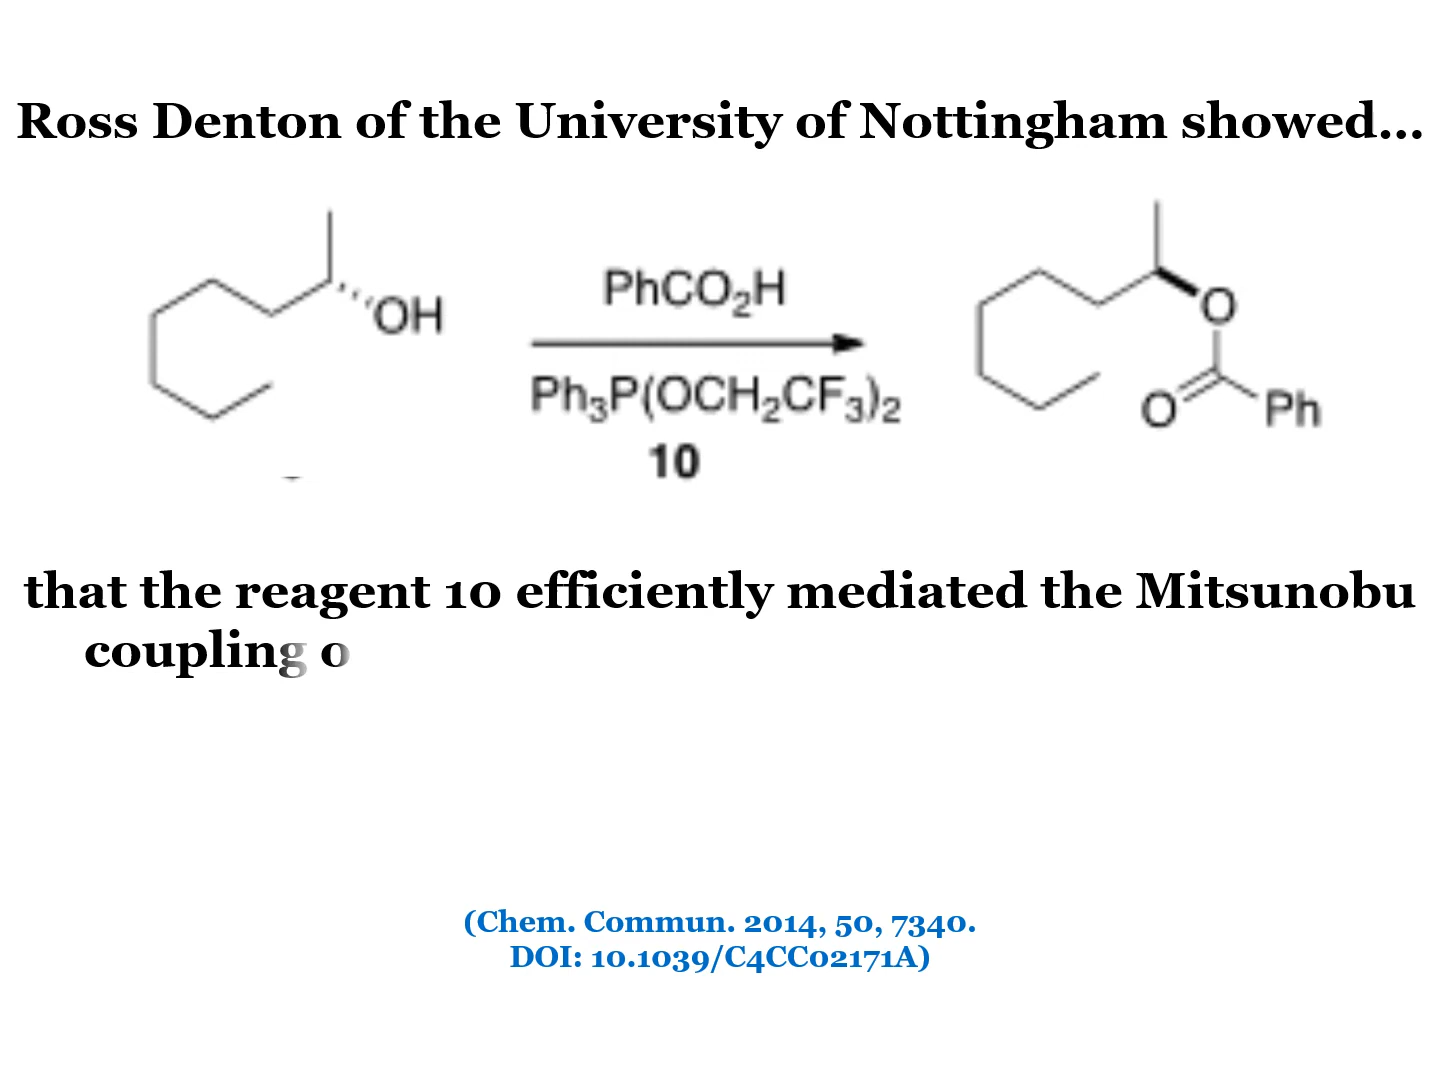 Ross Denton of the University of Nottingham showed...
OH
PhCO₂H
Ph₃P(OCH₂CF₃)₂
10
O
O
Ph
that the reagent 10 efficiently mediated the Mitsunobu
coupling o
(Chem. Commun. 2014, 50, 7340.
DOI: 10.1039/C4CC02171A)